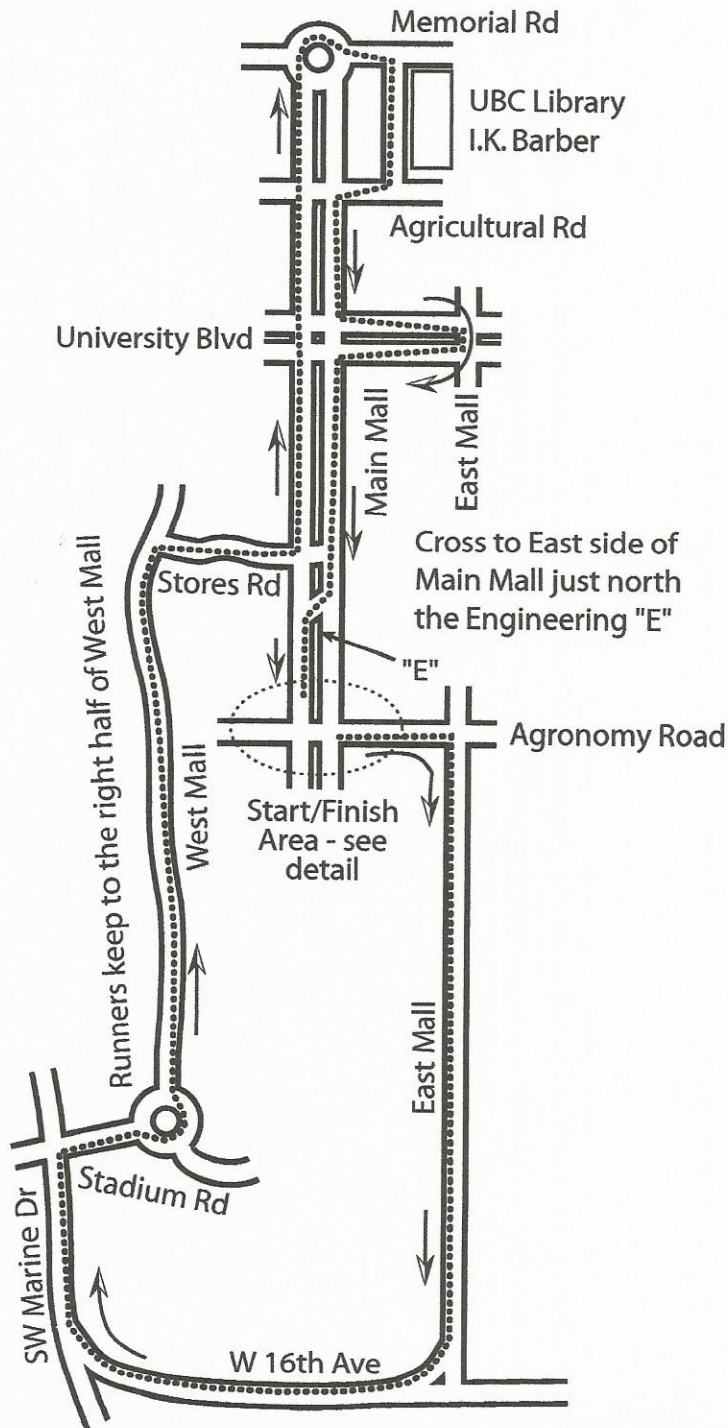 Memorial Rd
UBC Library
I.K. Barber
Agricultural Rd
University Blvd
Main Mall
East Mall
Cross to East side of
Main Mall just north
the Engineering "E"
Stores Rd
"E"
Runners keep to the right half of West Mall
West Mall
Agronomy Road
Start/Finish
Area - see
detail
East Mall
Stadium Rd
SW Marine Dr
W 16th Ave